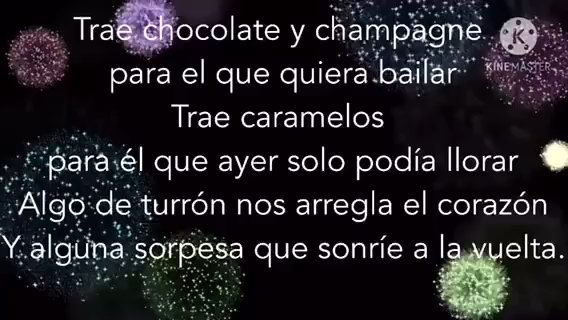 Trae chocolate y champagne
para el que quiera bailar
Trae caramelos
para él que ayer solo podía llorar
Algo de turrón nos arregla el corazón
Y alguna sorpresa que sonríe a la vuelta.
KINEMASTER